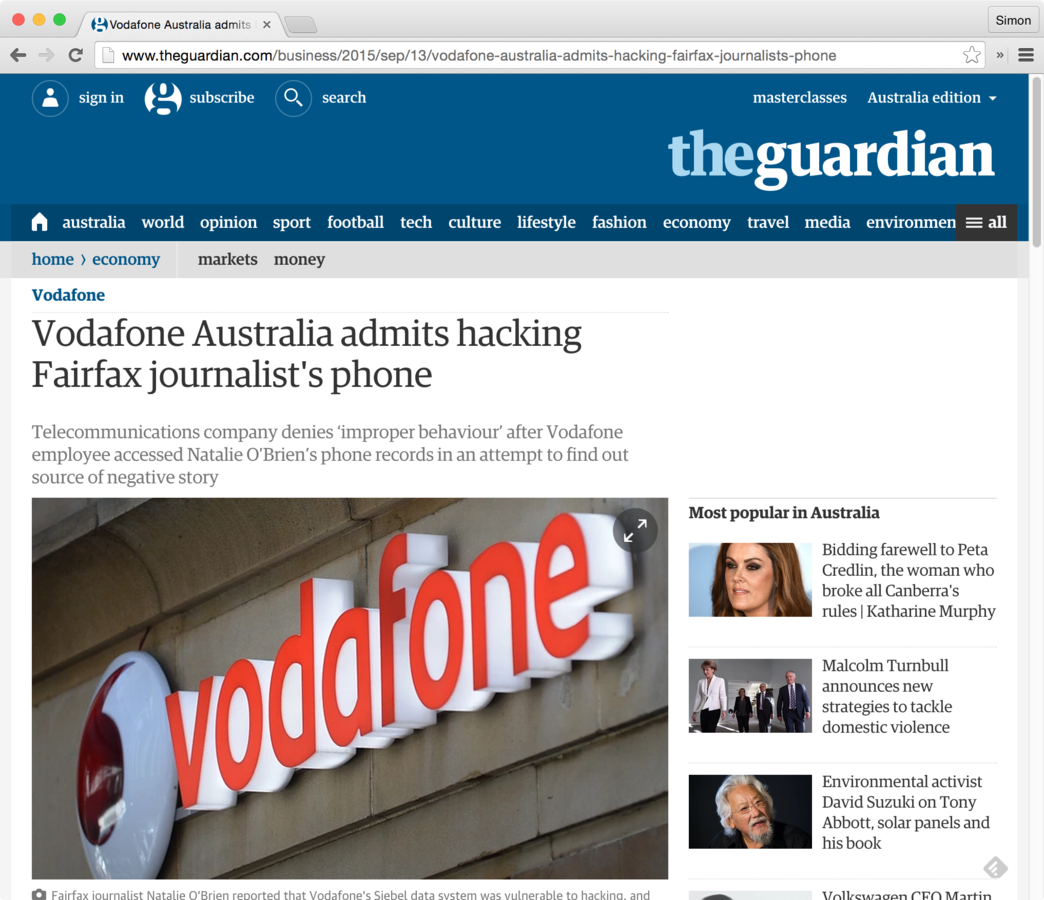 Vodafone Australia admits
Simon
www.theguardian.com/business/2015/sep/13/vodafone-australia-admits-hacking-fairfax-journalists-phone
»
sign in subscribe search masterclasses Australia edition
theguardian
australia world opinion sport football tech culture lifestyle fashion economy travel media environmen all
home › economy markets money
Vodafone
Vodafone Australia admits hacking
Fairfax journalist's phone
Telecommunications company denies ‘improper behaviour’ after Vodafone
employee accessed Natalie O’Brien’s phone records in an attempt to find out
source of negative story
vodafone
Fairfax journalist Natalie O’Brien reported that Vodafone’s Siebel data system was vulnerable to hacking, and
Most popular in Australia
Bidding farewell to Peta
Credlin, the woman who
broke all Canberra's
rules | Katharine Murphy
Malcolm Turnbull
announces new
strategies to tackle
domestic violence
Environmental activist
David Suzuki on Tony
Abbott, solar panels and
his book
Volkswagen CEO Martin